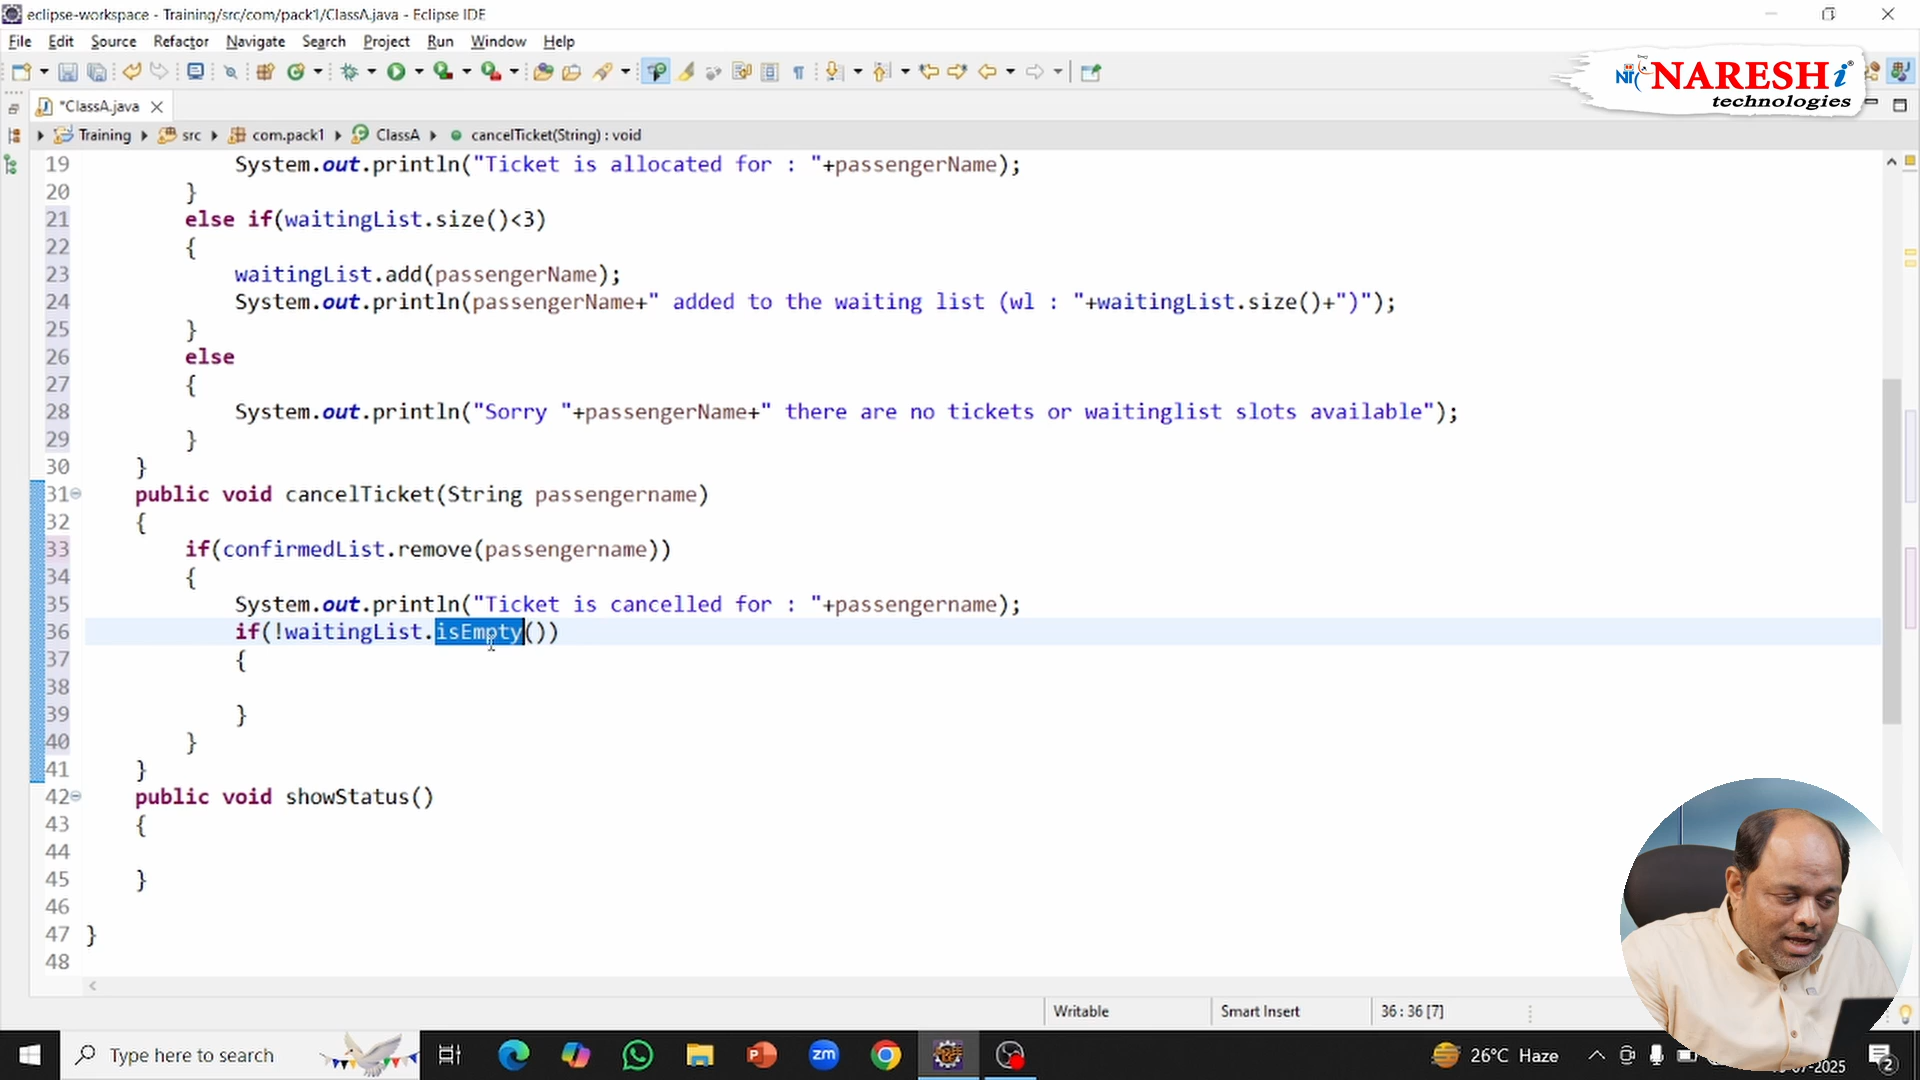 eclipse-workspace - Training/src/com/pack1/ClassA.java - Eclipse IDE
File Edit Source Refactor Navigate Search Project Run Window Help
NARESHi
technologies
*ClassA.java
Training src com.pack1 ClassA cancelTicket(String) : void
19 System.out.println("Ticket is allocated for : "+passengerName);
20 }
21 else if(waitingList.size()<3)
22 {
23 waitingList.add(passengerName);
24 System.out.println(passengerName+" added to the waiting list (wl : "+waitingList.size()+")");
25 }
26 else
27 {
28 System.out.println("Sorry "+passengerName+" there are no tickets or waitinglist slots available");
29 }
30 }
31 public void cancelTicket(String passengername)
32 {
33 if(confirmedList.remove(passengername))
34 {
35 System.out.println("Ticket is cancelled for : "+passengername);
36 if(!waitingList.isEmpty())
37 {
38
39 }
40 }
41 }
42 public void showStatus()
43 {
44
45 }
46
47 }
48
Writable Smart Insert 36 : 36 [7]
Type here to search
zm
26°C Haze
2